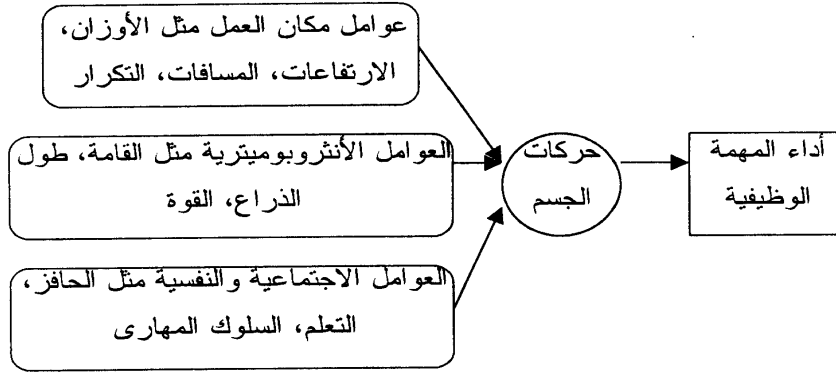 عوامل مكان العمل مثل الأوزان،
الارتفاعات، المسافات، التكرار
العوامل الأنثروبوميترية مثل القامة، طول
الذراع، القوة
العوامل الاجتماعية والنفسية مثل الحافز،
التعلم، السلوك المهارى
حركات
الجسم
أداء المهمة
الوظيفية